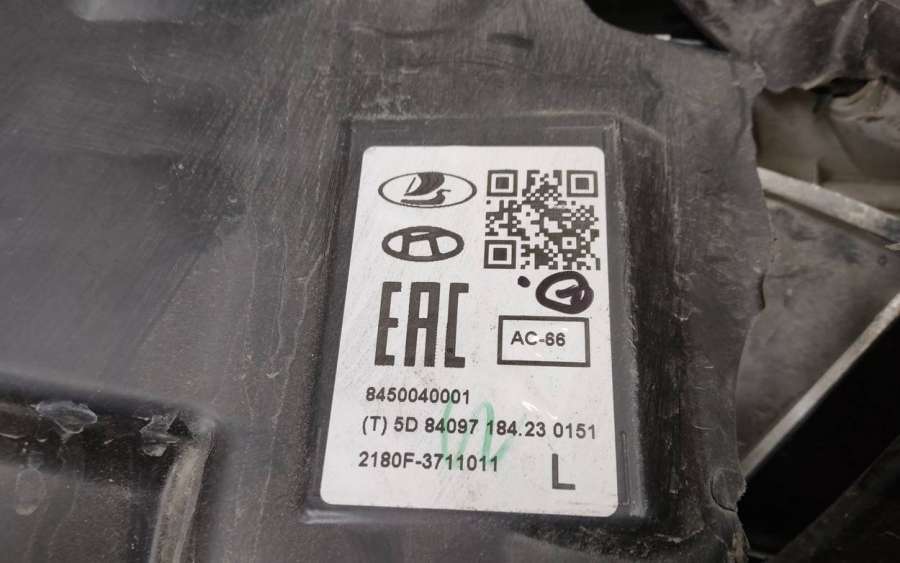 EAC
AC-66
8450040001
(T) 5D 84097 184.23 0151
2180F-3711011
L